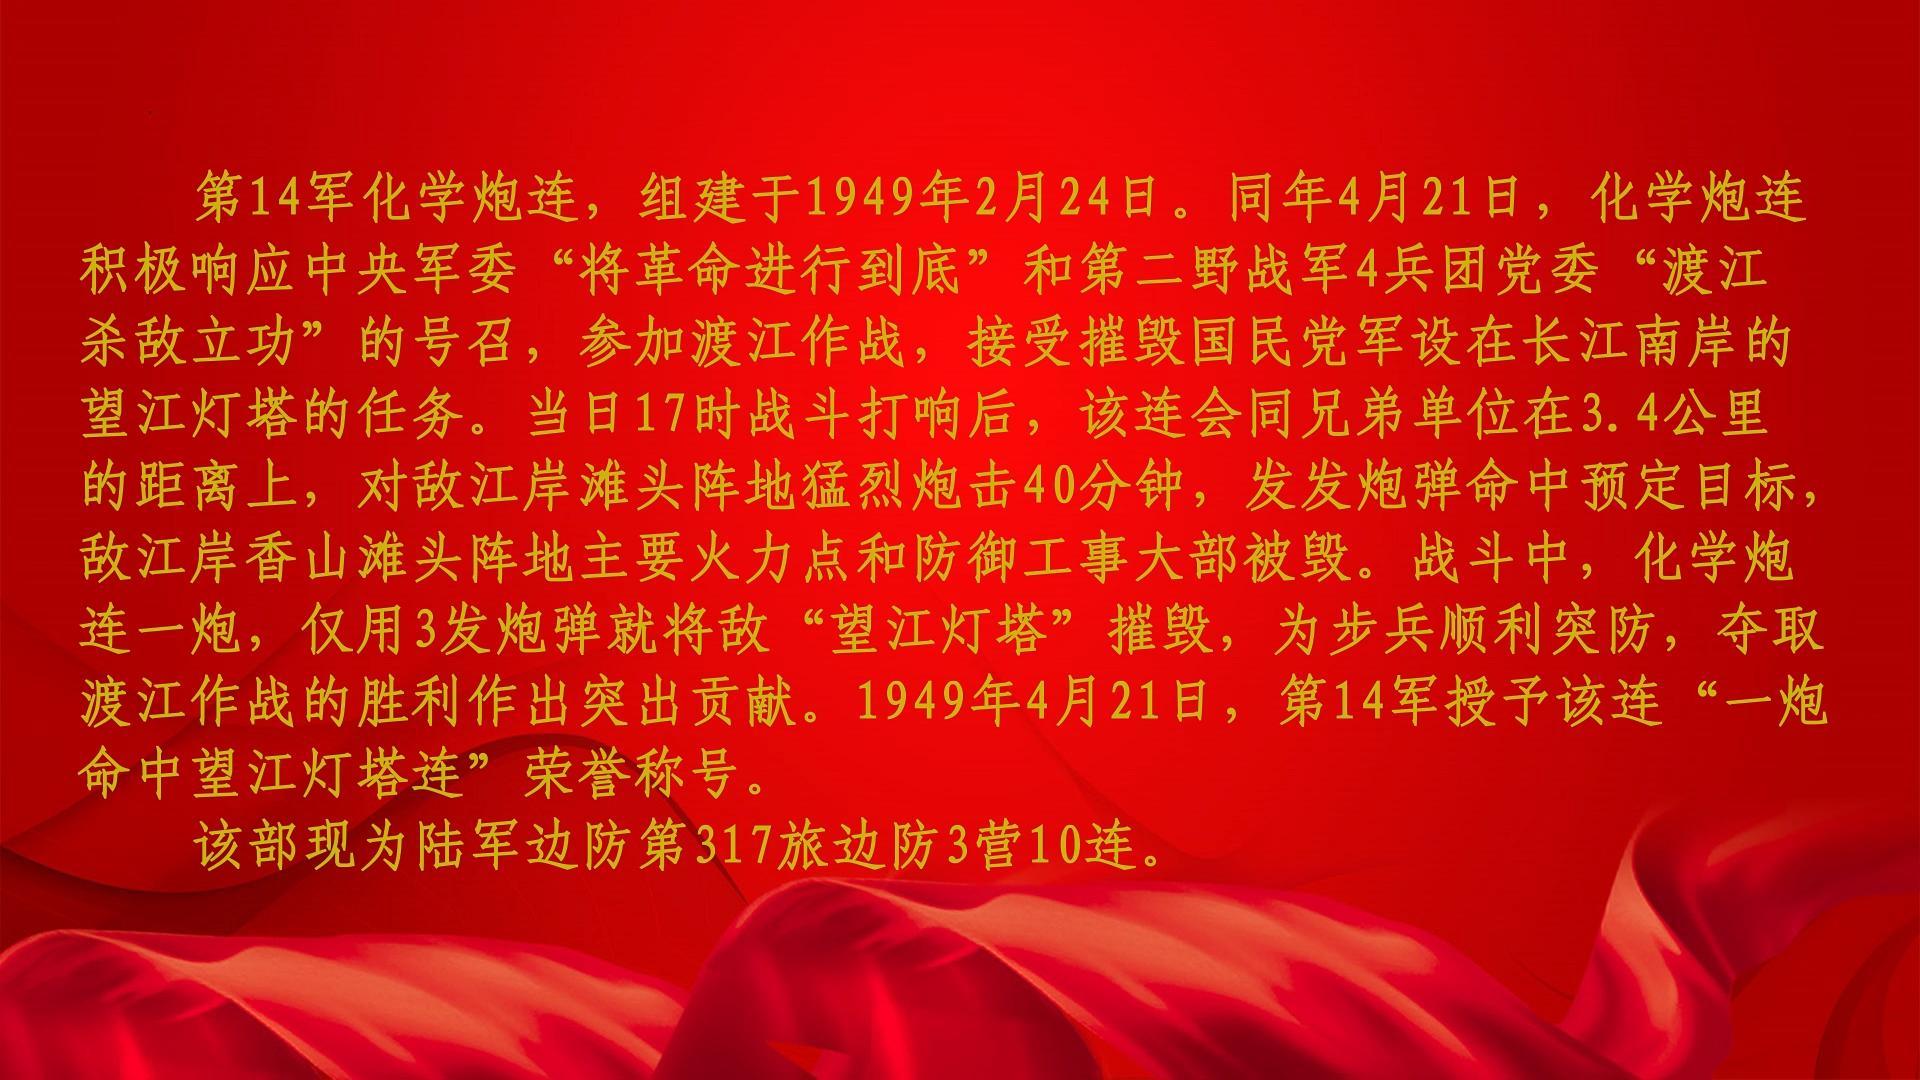 第14军化学炮连，组建于1949年2月24日。同年4月21日，化学炮连
积极响应中央军委“将革命进行到底”和第二野战军4兵团党委“渡江
杀敌立功”的号召，参加渡江作战，接受摧毁国民党军设在长江南岸的
望江灯塔的任务。当日17时战斗打响后，该连会同兄弟单位在3.4公里
的距离上，对敌江岸滩头阵地猛烈炮击40分钟，发发炮弹命中预定目标，
敌江岸香山滩头阵地主要火力点和防御工事大部被毁。战斗中，化学炮
连一炮，仅用3发炮弹就将敌“望江灯塔”摧毁，为步兵顺利突防，夺取
渡江作战的胜利作出突出贡献。1949年4月21日，第14军授予该连“一炮
命中望江灯塔连”荣誉称号。
该部现为陆军边防第317旅边防3营10连。